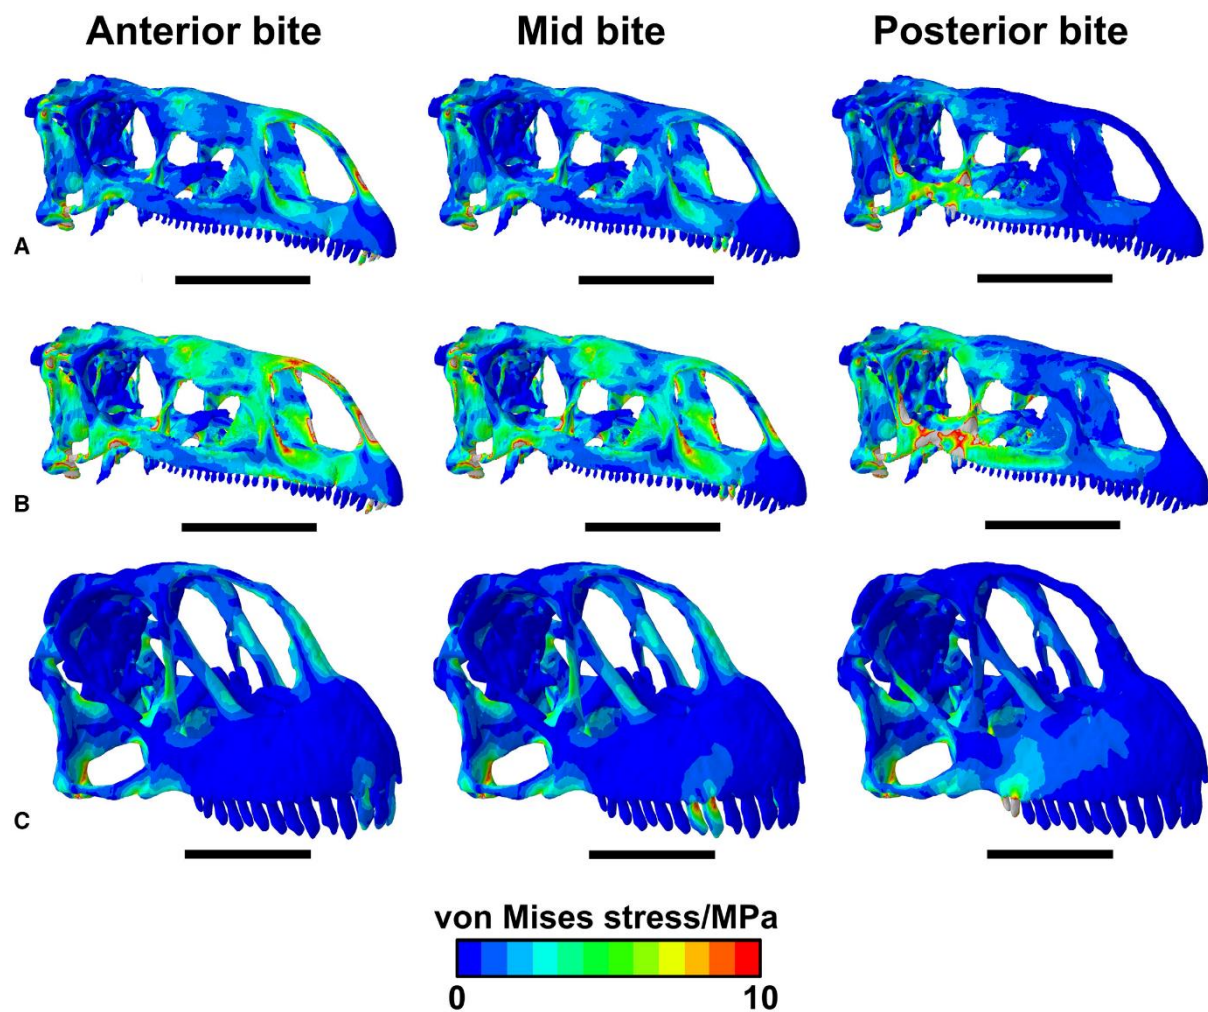 Anterior bite Mid bite Posterior bite
A
B
C
von Mises stress/MPa
0 10